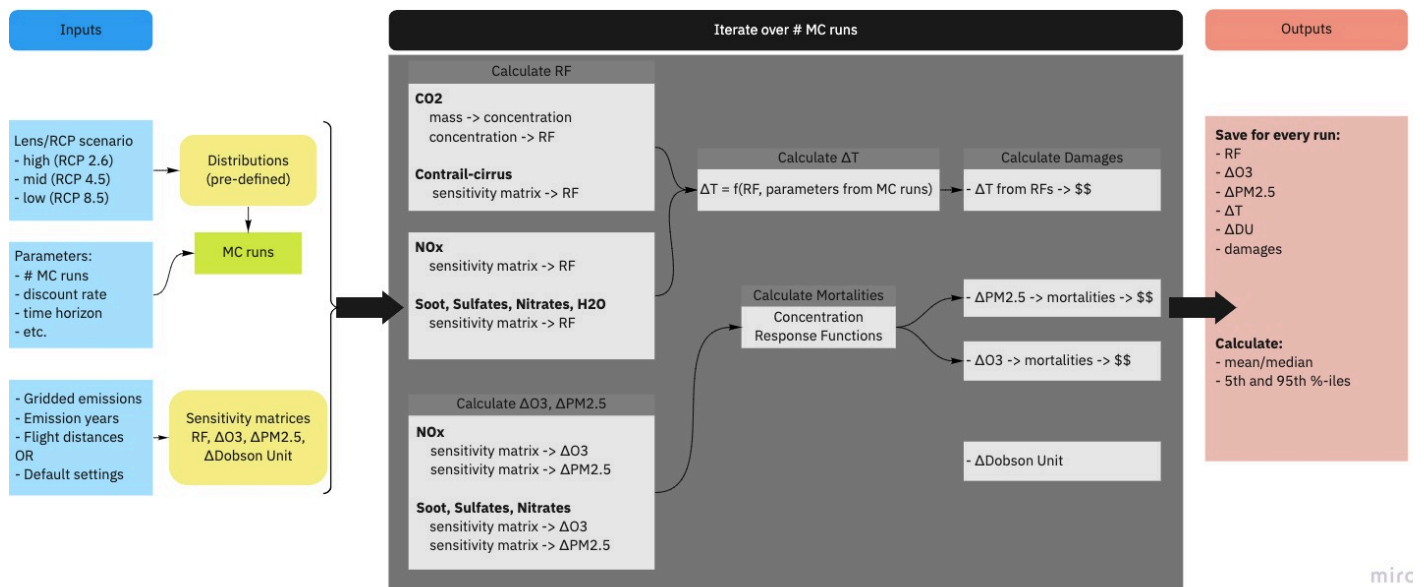 Inputs
Iterate over # MC runs
Outputs
Lens/RCP scenario
- high (RCP 2.6)
- mid (RCP 4.5)
- low (RCP 8.5)
Distributions
(pre-defined)
MC runs
Parameters:
- # MC runs
- discount rate
- time horizon
- etc.
- Gridded emissions
- Emission years
- Flight distances
OR
- Default settings
Sensitivity matrices
RF, ΔO3, ΔPM2.5,
ΔDobson Unit
Calculate RF
CO2
mass -> concentration
concentration -> RF
Contrail-cirrus
sensitivity matrix -> RF
NOx
sensitivity matrix -> RF
Soot, Sulfates, Nitrates, H2O
sensitivity matrix -> RF
Calculate ΔO3, ΔPM2.5
NOx
sensitivity matrix -> ΔO3
sensitivity matrix -> ΔPM2.5
Soot, Sulfates, Nitrates
sensitivity matrix -> ΔO3
sensitivity matrix -> ΔPM2.5
Calculate ΔT
ΔT = f(RF, parameters from MC runs)
Calculate Mortalities
Concentration
Response Functions
Calculate Damages
- ΔT from RFs -> $$
- ΔPM2.5 -> mortalities -> $$
- ΔO3 -> mortalities -> $$
- ΔDobson Unit
Save for every run:
- RF
- ΔO3
- ΔPM2.5
- ΔT
- ΔDU
- damages
Calculate:
- mean/median
- 5th and 95th %-iles
miro